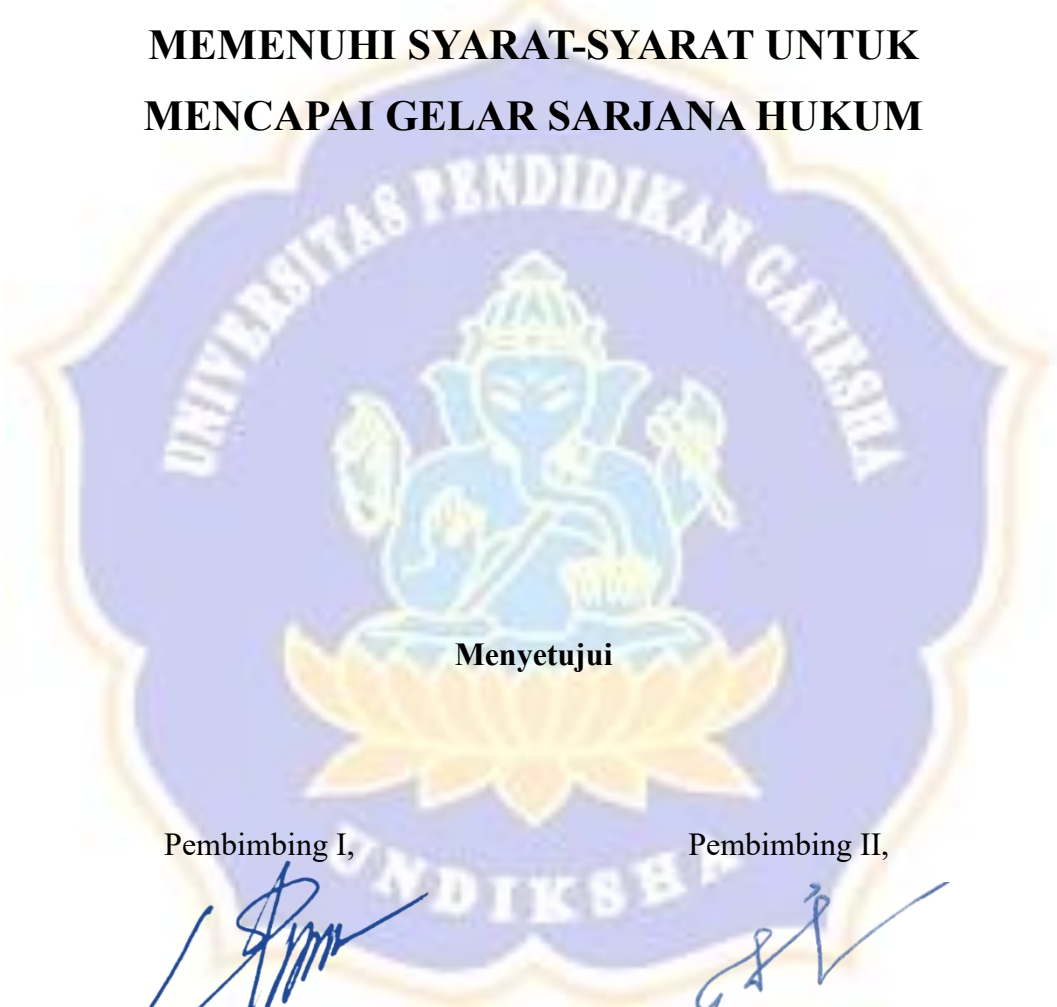 MEMENUHI SYARAT-SYARAT UNTUK
MENCAPAI GELAR SARJANA HUKUM
UNIVERSITAS PENDIDIKAN GANESHA
Menyetujui
Pembimbing I,
Pembimbing II,
UNDIKSHA